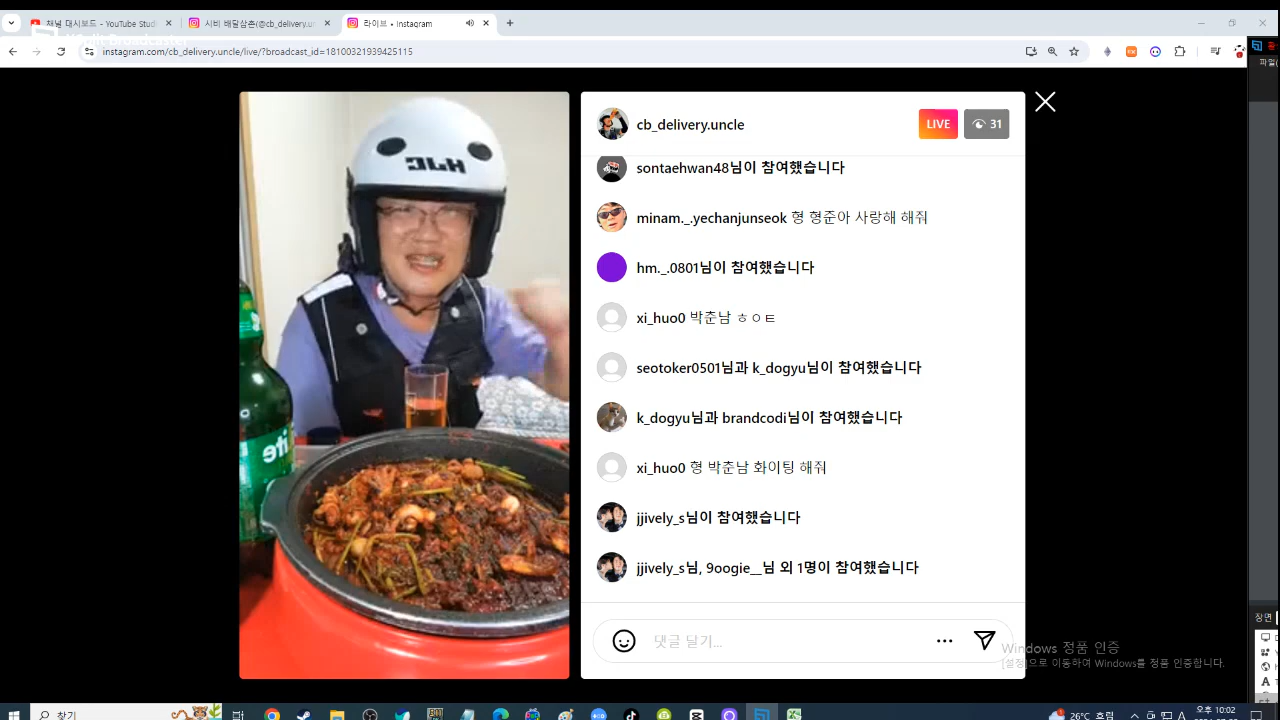 채널 대시보드 - YouTube Studi
시비 배달삼촌(@cb_delivery.un
라이브 • Instagram
XSplit Broadcaster
instagram.com/cb_delivery.uncle/live/?broadcast_id=18100321939425115
파일(
HJC
cb_delivery.uncle
LIVE
31
sontaehwan48님이 참여했습니다
minam._.yechanjunseok 형 형준아 사랑해 해줘
hm._.0801님이 참여했습니다
xi_huo0 박춘남 ㅎㅇㅌ
seotoker0501님과 k_dogyu님이 참여했습니다
k_dogyu님과 brandcodi님이 참여했습니다
xi_huo0 형 박춘남 화이팅 해줘
jjively_s님이 참여했습니다
jjively_s님, 9oogie__님 외 1명이 참여했습니다
댓글 달기...
장면
Windows 정품 인증
[설정]으로 이동하여 Windows를 정품 인증합니다.
찾기
26°C 흐림
오후 10:02